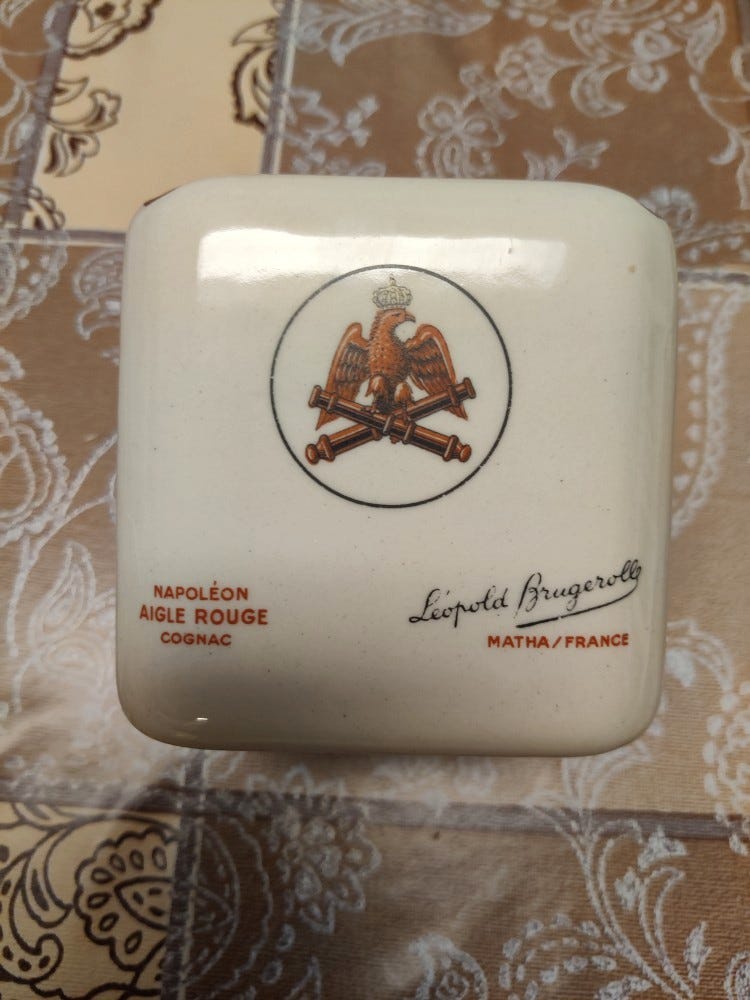 NAPOLÉON
AIGLE ROUGE
COGNAC
Léopold Brugerolle
MATHA/FRANCE